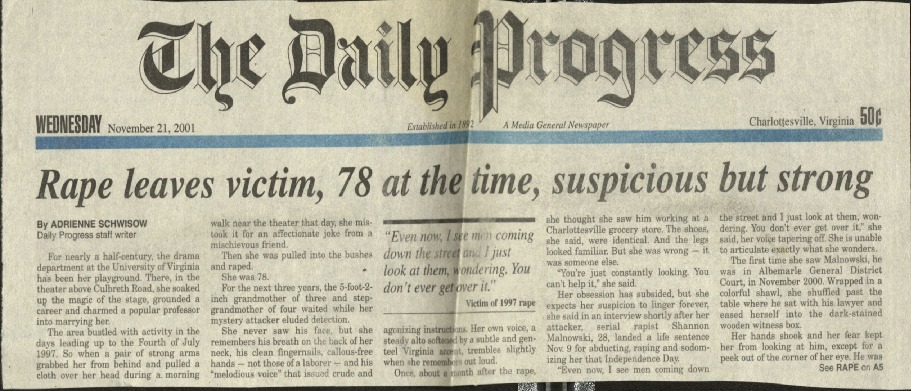 The Daily Progress
WEDNESDAY November 21, 2001
Established in 1892
A Media General Newspaper
Charlottesville, Virginia 50¢
Rape leaves victim, 78 at the time, suspicious but strong
By ADRIENNE SCHWISOW
Daily Progress staff writer
For nearly a half-century, the drama
department at the University of Virginia
has been her playground. There, in the
theater above Culbreth Road, she soaked
up the magic of the stage, grounded a
career and charmed a popular professor
into marrying her.
The area bustled with activity in the
days leading up to the Fourth of July
1997. So when a pair of strong arms
grabbed her from behind and pulled a
cloth over her head during a morning
walk near the theater that day, she mis-
took it for an affectionate joke from a
mischievous friend.
Then she was pulled into the bushes
and raped.
She was 78.
For the next three years, the 5-foot-2-
inch grandmother of three and step-
grandmother of four waited while her
mystery attacker eluded detection.
She never saw his face, but she
remembers his breath on the back of her
neck, his clean fingernails, callous-free
hands — not those of a laborer — and his
"melodious voice" that issued crude and
"Even now, I see men coming
down the street and I just
look at them, wondering. You
don't ever get over it."
Victim of 1997 rape
agonizing instructions. Her own voice, a
steady alto softened by a subtle and gen-
teel Virginia accent, trembles slightly
when she remembers out loud.
Once, about a month after the rape,
she thought she saw him working at a
Charlottesville grocery store. The shoes,
she said, were identical. And the legs
looked familiar. But she was wrong — it
was someone else.
"You're just constantly looking. You
can't help it," she said.
Her obsession has subsided, but she
expects her suspicion to linger forever,
she said in an interview shortly after her
attacker, serial rapist Shannon
Malnowski, 28, landed a life sentence
Nov. 9 for abducting, raping and sodom-
izing her that Independence Day.
"Even now, I see men coming down
the street and I just look at them, won-
dering. You don't ever get over it," she
said, her voice tapering off. She is unable
to articulate exactly what she wonders.
The first time she saw Malnowski, he
was in Albemarle General District
Court, in November 2000. Wrapped in a
colorful shawl, she shuffled past the
table where he sat with his lawyer and
eased herself into the dark-stained
wooden witness box.
Her hands shook and her fear kept
her from looking at him, except for a
peek out of the corner of her eye. He was
See RAPE on A5